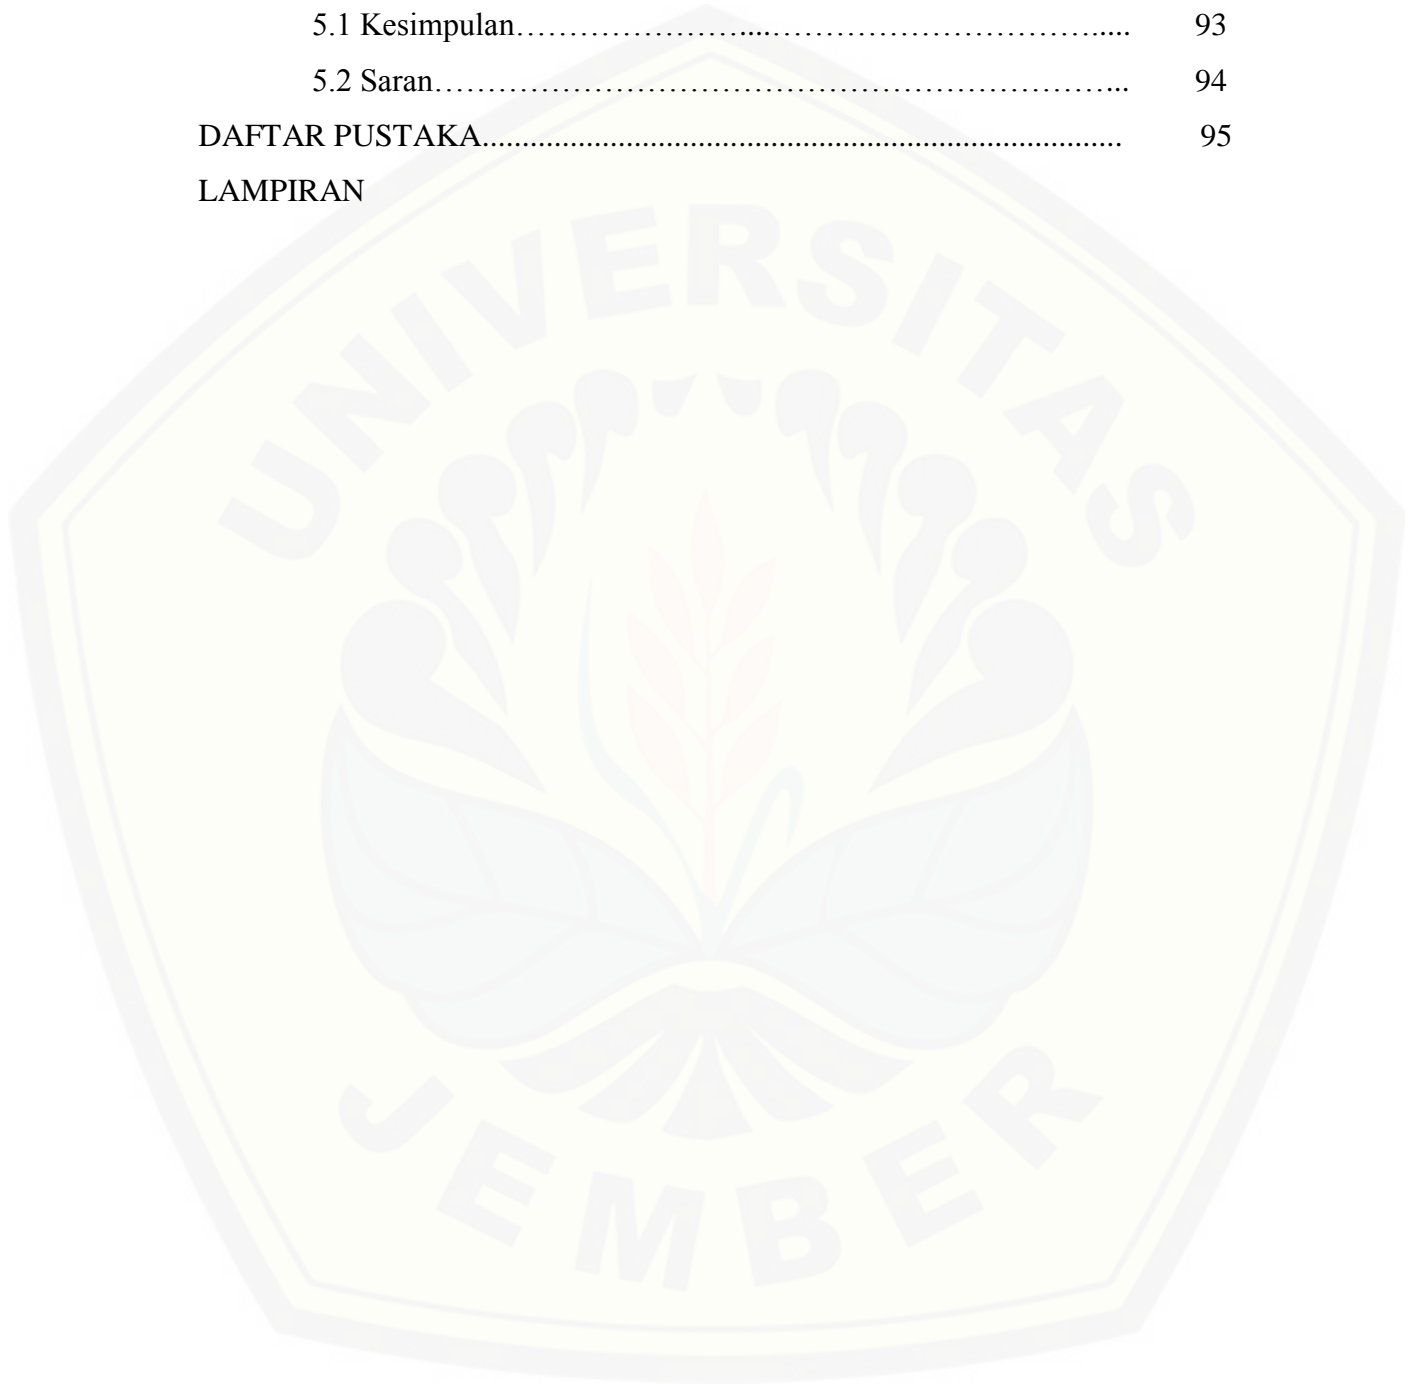 5.1 Kesimpulan…………………....…………………………….... 93
5.2 Saran………………………………………………………... 94
DAFTAR PUSTAKA................................................................................ 95
LAMPIRAN
UNIVERSITAS
JEMBER